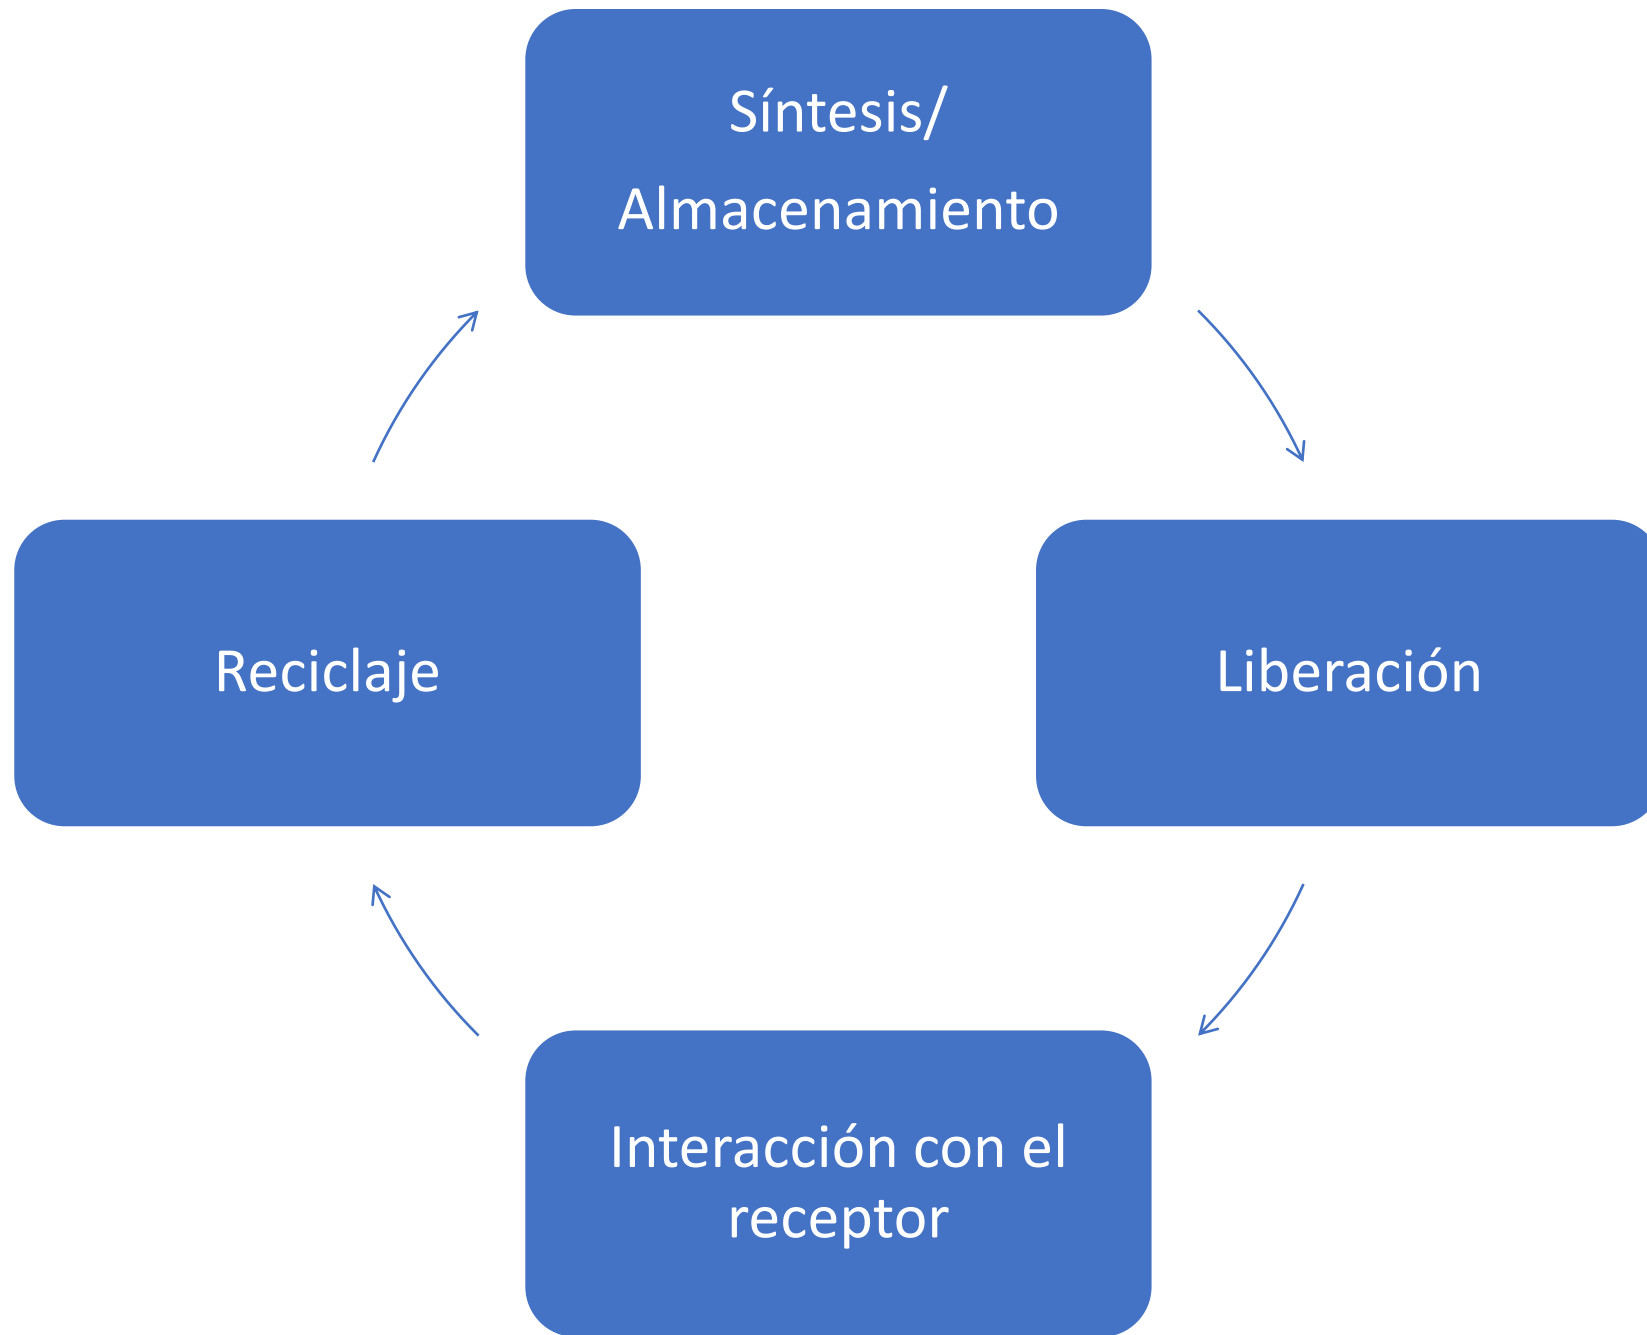 Síntesis/
Almacenamiento
Reciclaje
Liberación
Interacción con el
receptor